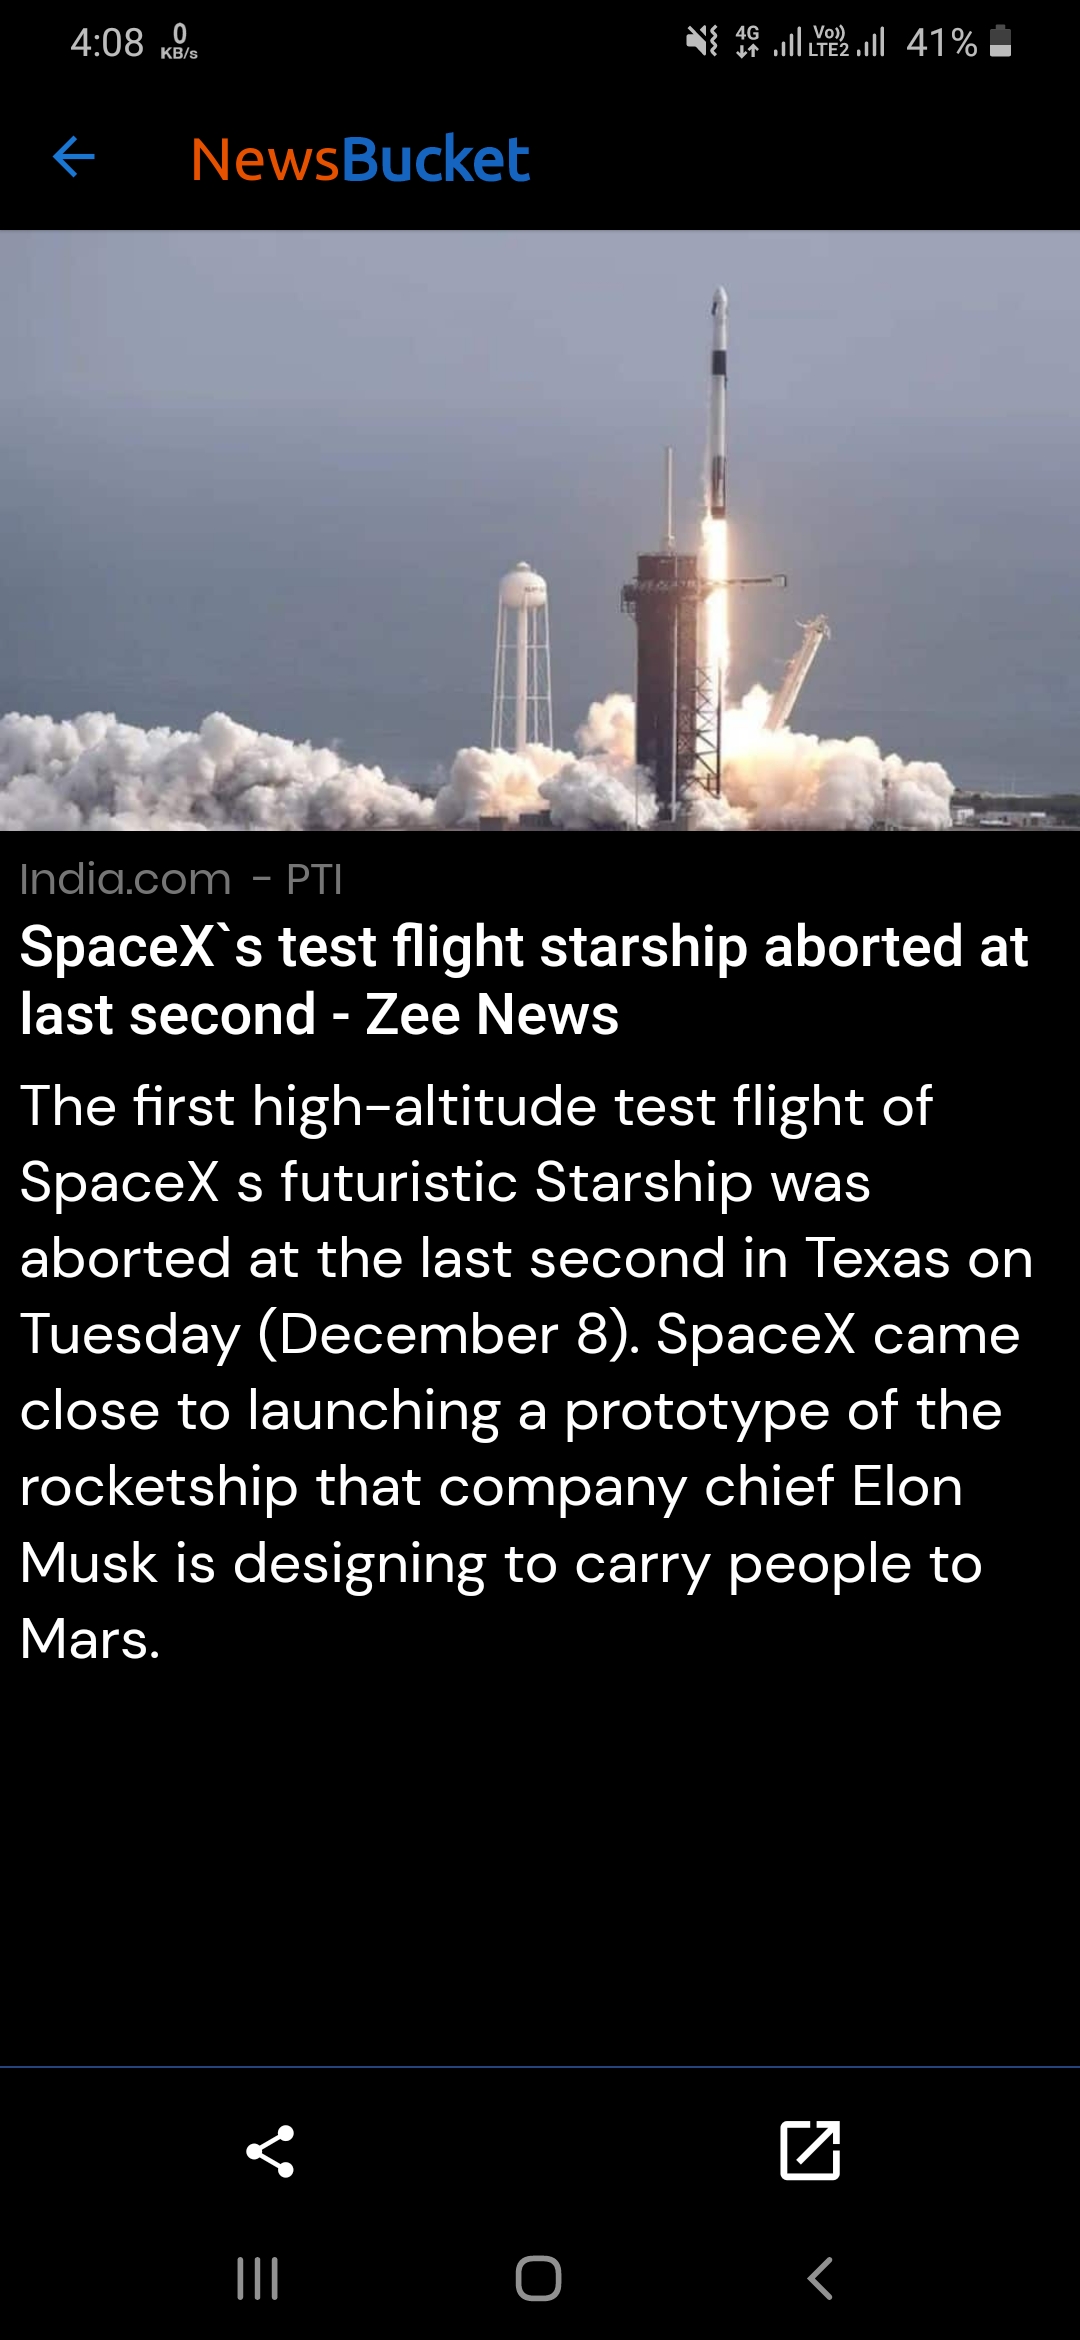 4:08 0 KB/s 4G Vo)) LTE2 41%
NewsBucket
India.com - PTI
SpaceX`s test flight starship aborted at
last second - Zee News
The first high-altitude test flight of
SpaceX s futuristic Starship was
aborted at the last second in Texas on
Tuesday (December 8). SpaceX came
close to launching a prototype of the
rocketship that company chief Elon
Musk is designing to carry people to
Mars.